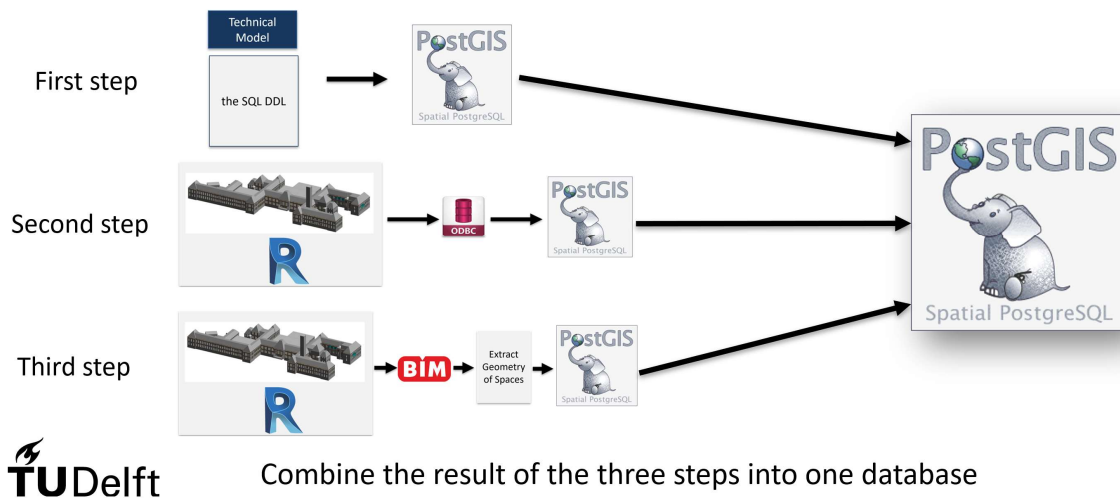 Technical
Model
First step
the SQL DDL
PostGIS
Spatial PostgreSQL
PostGIS
Spatial PostgreSQL
Second step
R
ODBC
PostGIS
Spatial PostgreSQL
Third step
R
BIM
Extract
Geometry
of Spaces
PostGIS
Spatial PostgreSQL
TUDelft
Combine the result of the three steps into one database